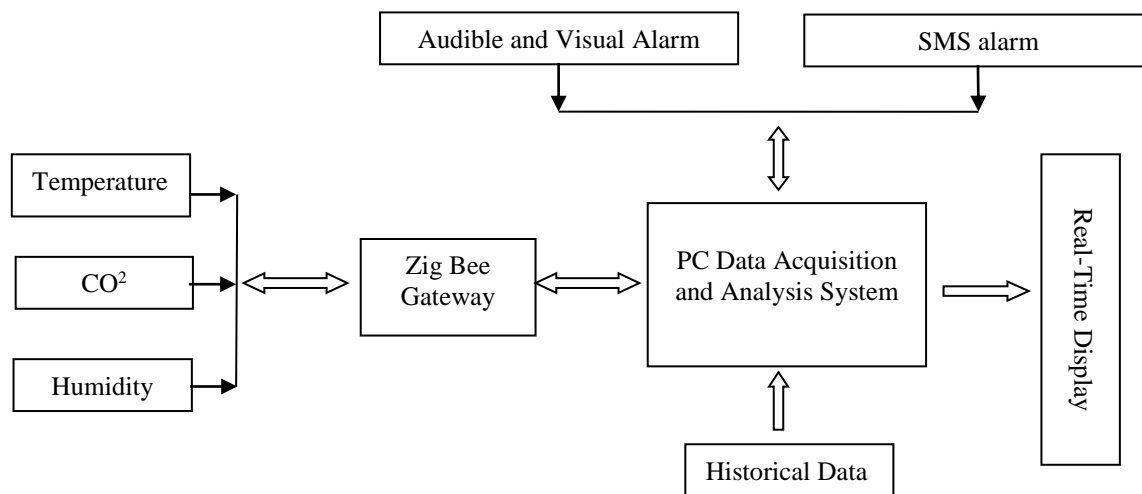 Audible and Visual Alarm
SMS alarm
Temperature
CO²
Humidity
Zig Bee
Gateway
PC Data Acquisition
and Analysis System
Real-Time Display
Historical Data